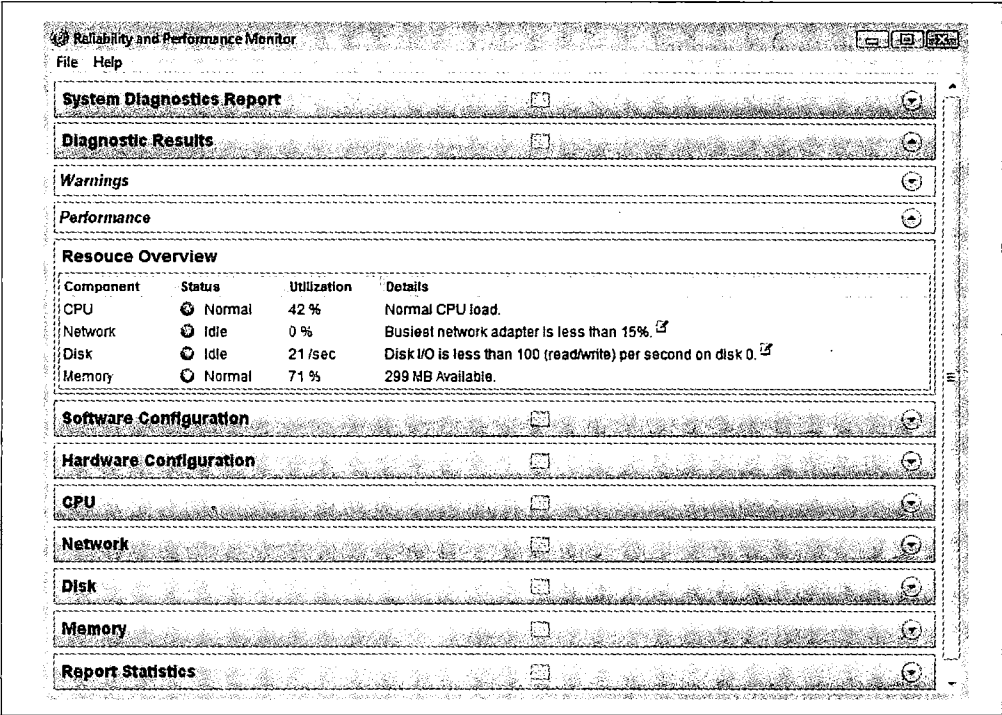 Reliability and Performance Monitor
File Help
System Diagnostics Report
Diagnostic Results
Warnings
Performance
Resouce Overview
Component Status Utilization Details
CPU Normal 42 % Normal CPU load.
Network Idle 0 % Busiest network adapter is less than 15%.
Disk Idle 21 /sec Disk I/O is less than 100 (read/write) per second on disk 0.
Memory Normal 71 % 299 MB Available.
Software Configuration
Hardware Configuration
CPU
Network
Disk
Memory
Report Statistics